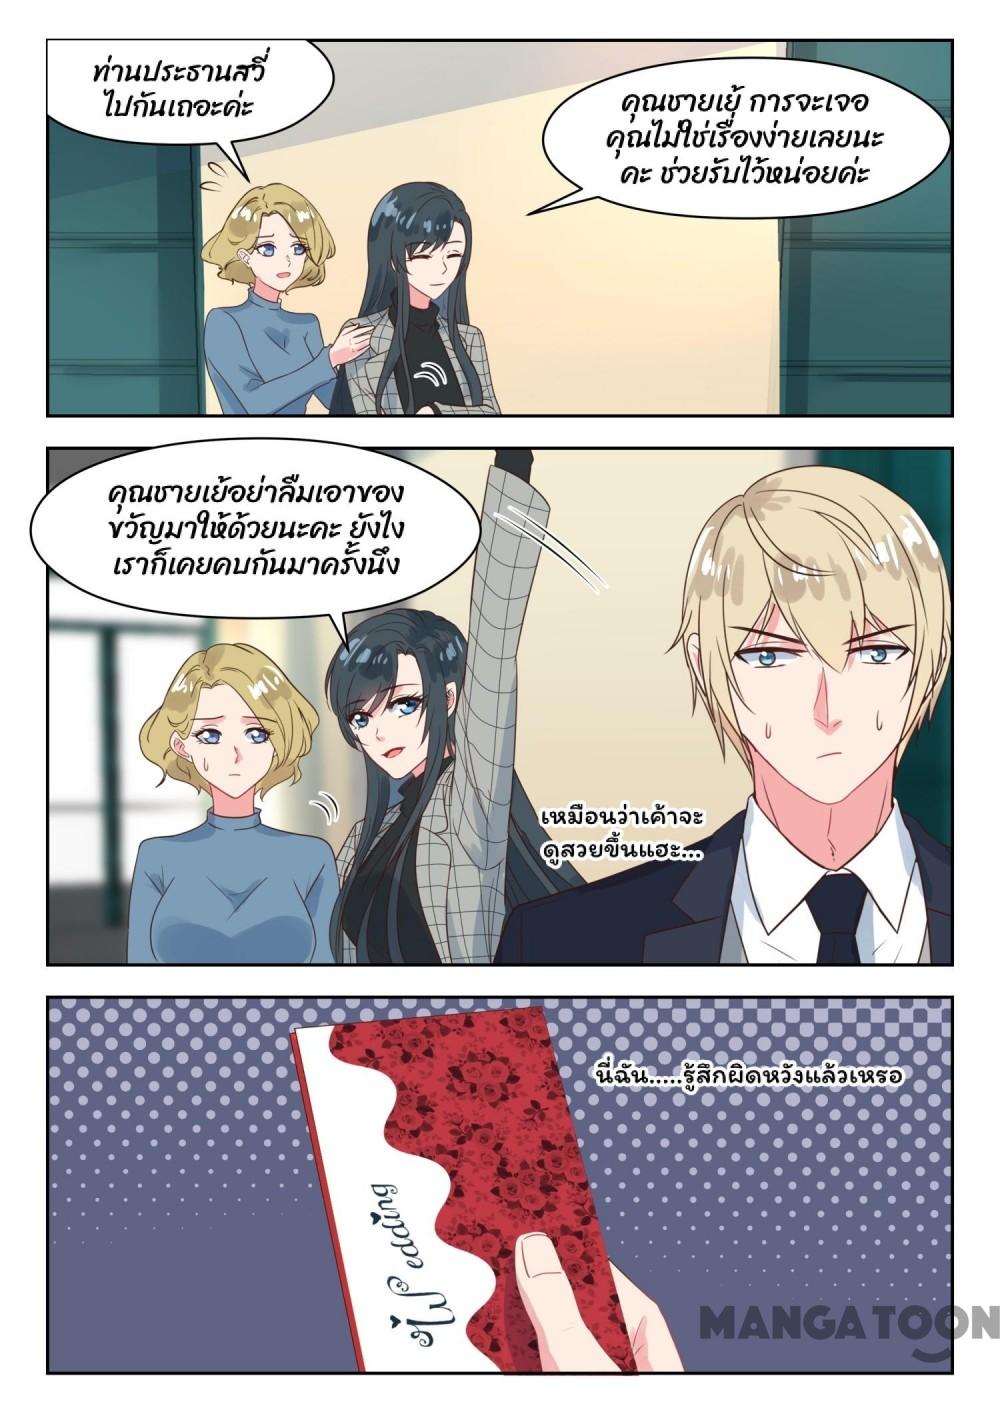 ท่านประธานสวี่
ไปกันเถอะค่ะ
คุณชายเย้ การจะเจอ
คุณไม่ใช่เรื่องง่ายเลยนะ
คะ ช่วยรับไว้หน่อยค่ะ
คุณชายเย้อย่าลืมเอาของ
ขวัญมาให้ด้วยนะคะ ยังไง
เราก็เคยคบกันมาครั้งนึง
เหมือนว่าเค้าจะ
ดูสวยขึ้นแฮะ...
นี่ฉัน.....รู้สึกผิดหวังแล้วเหรอ
wedding
MANGATOON